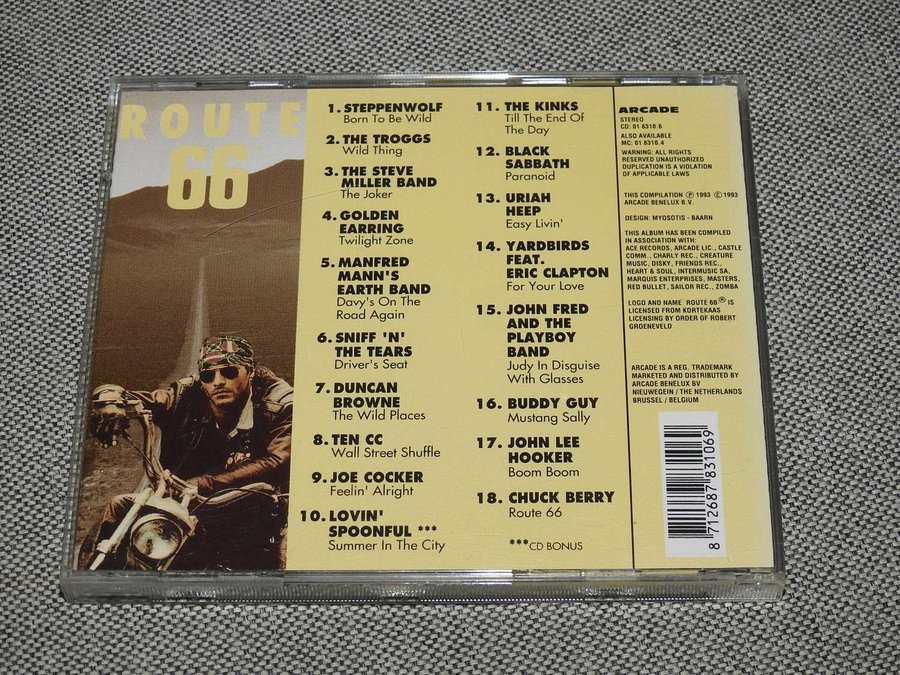 ROUTE
66
1. STEPPENWOLF
Born To Be Wild
2. THE TROGGS
Wild Thing
3. THE STEVE
MILLER BAND
The Joker
4. GOLDEN
EARRING
Twilight Zone
5. MANFRED
MANN'S
EARTH BAND
Davy's On The
Road Again
6. SNIFF 'N'
THE TEARS
Driver's Seat
7. DUNCAN
BROWNE
The Wild Places
8. TEN CC
Wall Street Shuffle
9. JOE COCKER
Feelin' Alright
10. LOVIN'
SPOONFUL ***
Summer In The City
11. THE KINKS
Till The End Of
The Day
12. BLACK
SABBATH
Paranoid
13. URIAH
HEEP
Easy Livin'
14. YARDBIRDS
FEAT.
ERIC CLAPTON
For Your Love
15. JOHN FRED
AND THE
PLAYBOY
BAND
Judy In Disguise
With Glasses
16. BUDDY GUY
Mustang Sally
17. JOHN LEE
HOOKER
Boom Boom
18. CHUCK BERRY
Route 66
***CD BONUS
ARCADE
STEREO
CD: 01 8310.6
ALSO AVAILABLE
MC: 01 8310.4
WARNING: ALL RIGHTS
RESERVED UNAUTHORIZED
DUPLICATION IS A VIOLATION
OF APPLICABLE LAWS
THIS COMPILATION Ⓟ 1993 © 1993
ARCADE BENELUX B.V.
DESIGN: MYOSOTIS - BAARN
THIS ALBUM HAS BEEN COMPILED
IN ASSOCIATION WITH:
ACE RECORDS, ARCADE LIC., CASTLE
COMM., CHARLY REC., CREATURE
MUSIC, DISKY, FRIENDS REC.,
HEART & SOUL, INTERMUSIC SA,
MARQUIS ENTERPRISES, MASTERS,
RED BULLET, SAILOR REC., ZOMBA
LOGO AND NAME ROUTE 66® IS
LICENSED FROM KORTEKAAS
LICENSING BY ORDER OF ROBERT
GROENEVELD
ARCADE IS A REG. TRADEMARK
MARKETED AND DISTRIBUTED BY
ARCADE BENELUX BV
NIEUWEGEIN / THE NETHERLANDS
BRUSSEL / BELGIUM
8 712687 831069